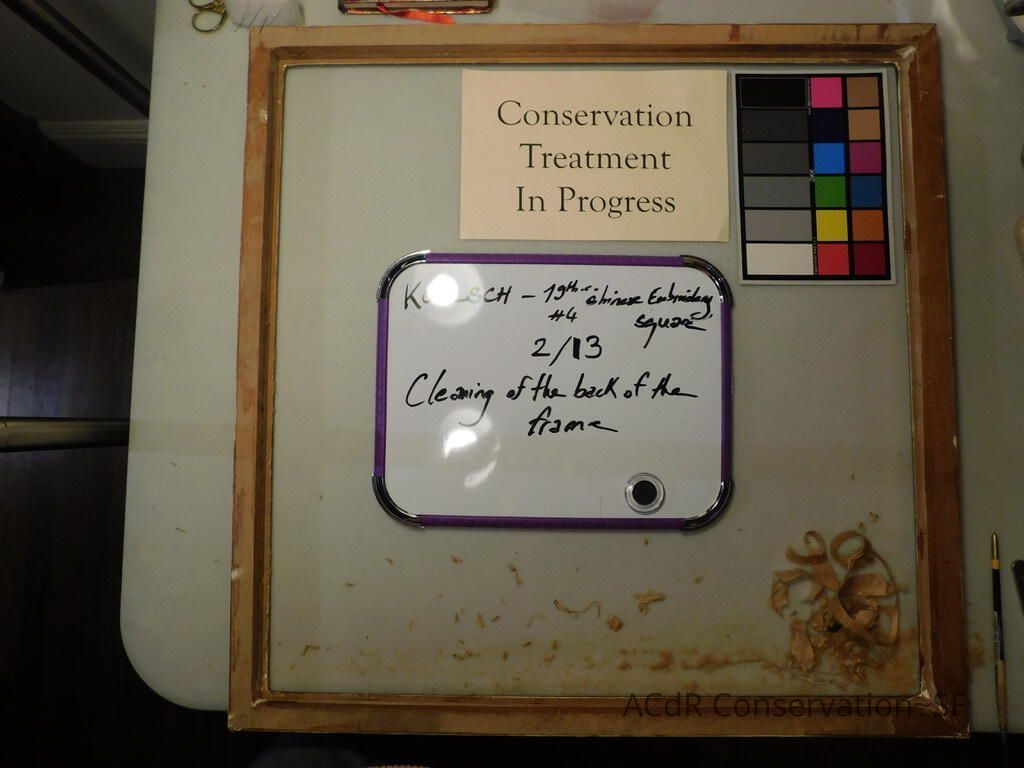 Conservation
Treatment
In Progress
- 19th c. Chinese Embroidery
#4 square
2/13
Cleaning of the back of the
frame
ACdR Conservation- SF